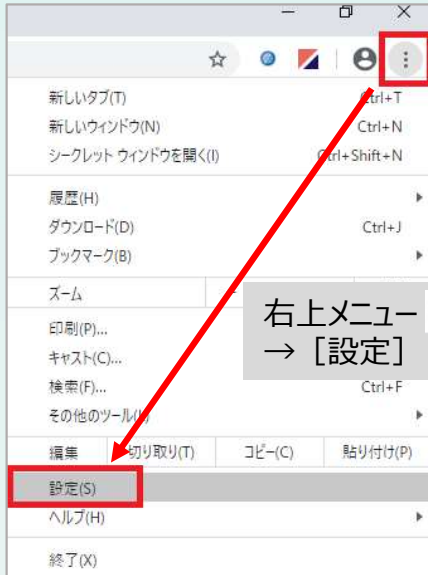 新しいタブ(T) Ctrl+T
新しいウィンドウ(N) Ctrl+N
シークレット ウィンドウを開く(I) Ctrl+Shift+N
履歴(H)
ダウンロード(D) Ctrl+J
ブックマーク(B)
ズーム
右上メニュー
→ [設定]
印刷(P)...
キャスト(C)...
検索(F)... Ctrl+F
その他のツール(L)
編集 切り取り(T) コピー(C) 貼り付け(P)
設定(S)
ヘルプ(H)
終了(X)